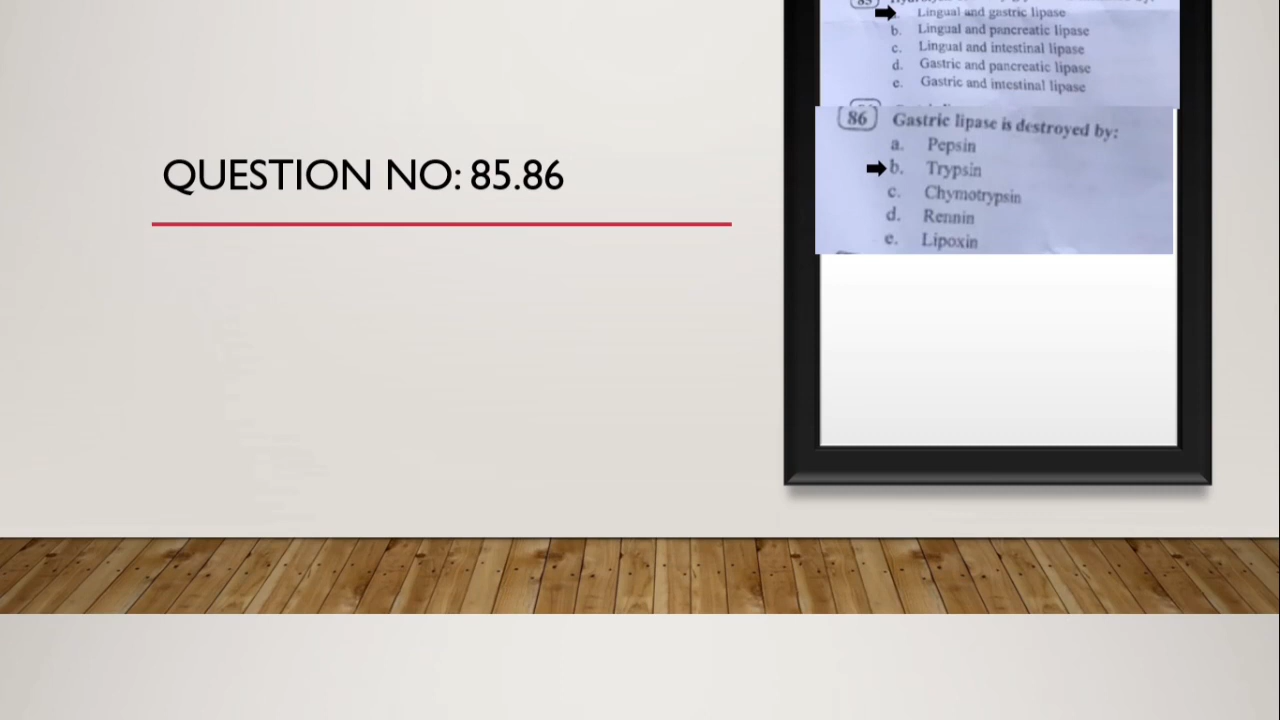 QUESTION NO: 85.86
85
Lingual and gastric lipase
b. Lingual and pancreatic lipase
c. Lingual and intestinal lipase
d. Gastric and pancreatic lipase
e. Gastric and intestinal lipase
86 Gastric lipase is destroyed by:
a. Pepsin
b. Trypsin
c. Chymotrypsin
d. Rennin
e. Lipoxin